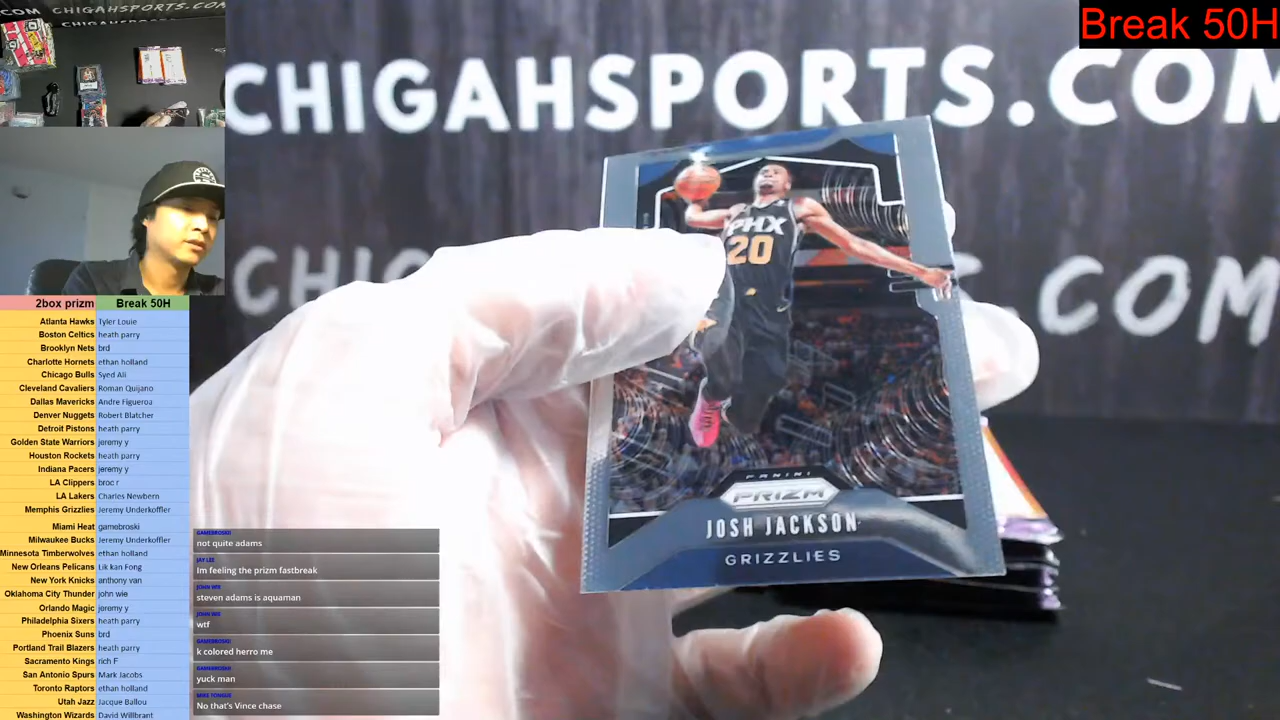 CHIGAHSPORTS.COM
Break 50H
PHX
20
PANINI
PRIZM
JOSH JACKSON
GRIZZLIES
2box prizm Break 50H
Atlanta Hawks Tyler Louie
Boston Celtics heath parry
Brooklyn Nets brd
Charlotte Hornets ethan holland
Chicago Bulls Syed Ali
Cleveland Cavaliers Roman Quijano
Dallas Mavericks Andre Figueroa
Denver Nuggets Robert Blatcher
Detroit Pistons heath parry
Golden State Warriors jeremy y
Houston Rockets heath parry
Indiana Pacers jeremy y
LA Clippers broc r
LA Lakers Charles Newbern
Memphis Grizzlies Jeremy Underkoffler
Miami Heat gamebroski
Milwaukee Bucks Jeremy Underkoffler
Minnesota Timberwolves ethan holland
New Orleans Pelicans Lik kan Fong
New York Knicks anthony van
Oklahoma City Thunder john wie
Orlando Magic jeremy y
Philadelphia Sixers heath parry
Phoenix Suns brd
Portland Trail Blazers heath parry
Sacramento Kings rich F
San Antonio Spurs Mark Jacobs
Toronto Raptors ethan holland
Utah Jazz Jacque Ballou
Washington Wizards David Willbrant
GAMEBROSKI
not quite adams
JAY LEE
Im feeling the prizm fastbreak
JOHN WIE
steven adams is aquaman
JOHN WIE
wtf
GAMEBROSKI
k colored herro me
GAMEBROSKI
yuck man
MIKE TONGUE
No that's Vince chase